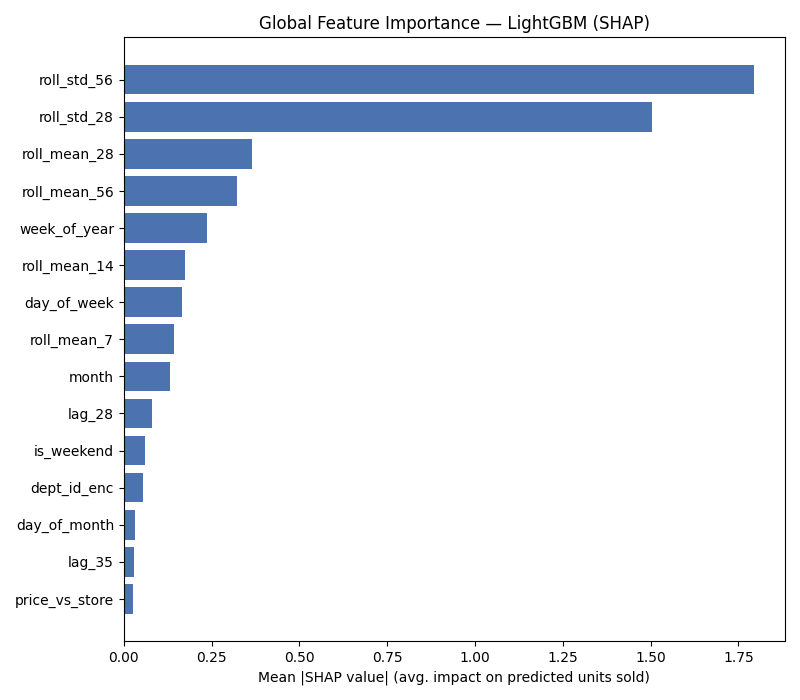 Global Feature Importance — LightGBM (SHAP)
roll_std_56
roll_std_28
roll_mean_28
roll_mean_56
week_of_year
roll_mean_14
day_of_week
roll_mean_7
month
lag_28
is_weekend
dept_id_enc
day_of_month
lag_35
price_vs_store
0.00 0.25 0.50 0.75 1.00 1.25 1.50 1.75
Mean |SHAP value| (avg. impact on predicted units sold)